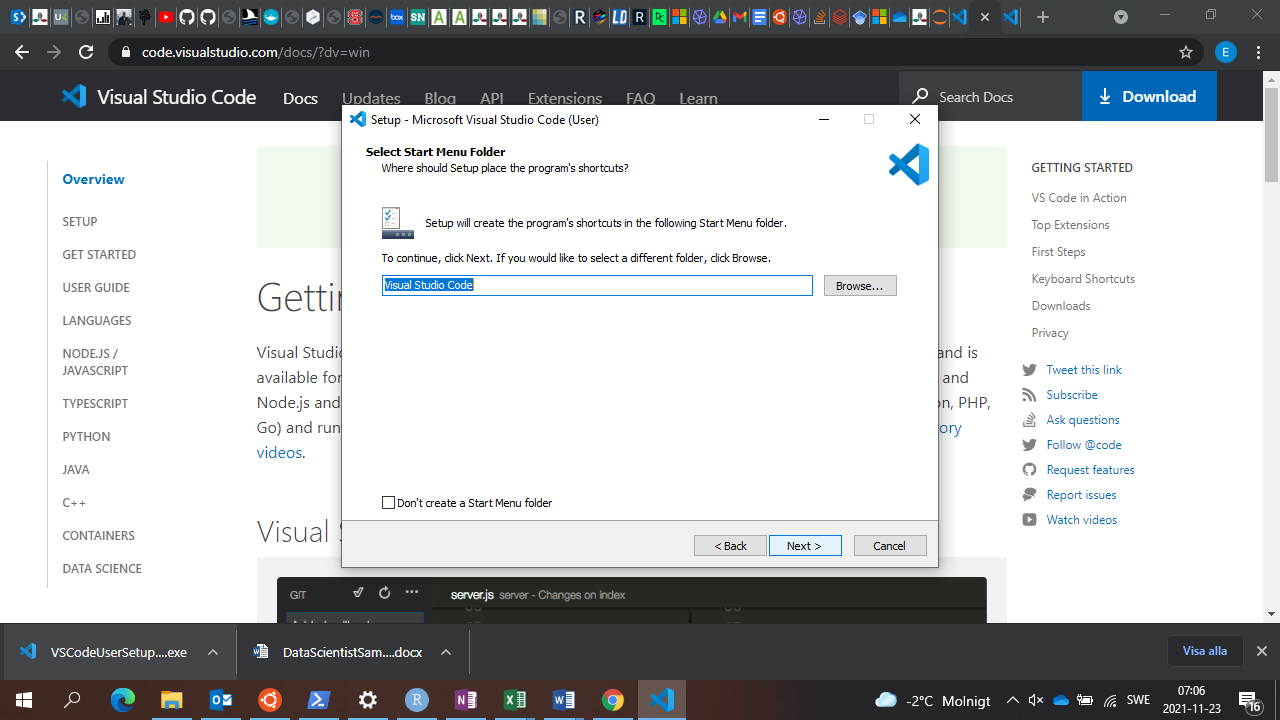 code.visualstudio.com/docs/?dv=win
E
Visual Studio Code
Docs
Updates
Blog
API
Extensions
FAQ
Learn
Search Docs
Download
Setup - Microsoft Visual Studio Code (User)
Select Start Menu Folder
Where should Setup place the program's shortcuts?
Setup will create the program's shortcuts in the following Start Menu folder.
To continue, click Next. If you would like to select a different folder, click Browse.
Visual Studio Code
Browse...
Don't create a Start Menu folder
< Back
Next >
Cancel
Overview
SETUP
GET STARTED
USER GUIDE
LANGUAGES
NODE.JS /
JAVASCRIPT
TYPESCRIPT
PYTHON
JAVA
C++
CONTAINERS
DATA SCIENCE
Visual Studi
and is
available for
and
Node.js and
on, PHP,
Go) and run
ory
videos.
Visual S
GIT
server.js server - Changes on index
GETTING STARTED
VS Code in Action
Top Extensions
First Steps
Keyboard Shortcuts
Downloads
Privacy
Tweet this link
Subscribe
Ask questions
Follow @code
Request features
Report issues
Watch videos
VSCodeUserSetup....exe
DataScientistSam....docx
Visa alla
-2°C Molnigt
SWE
07:06
2021-11-23
16